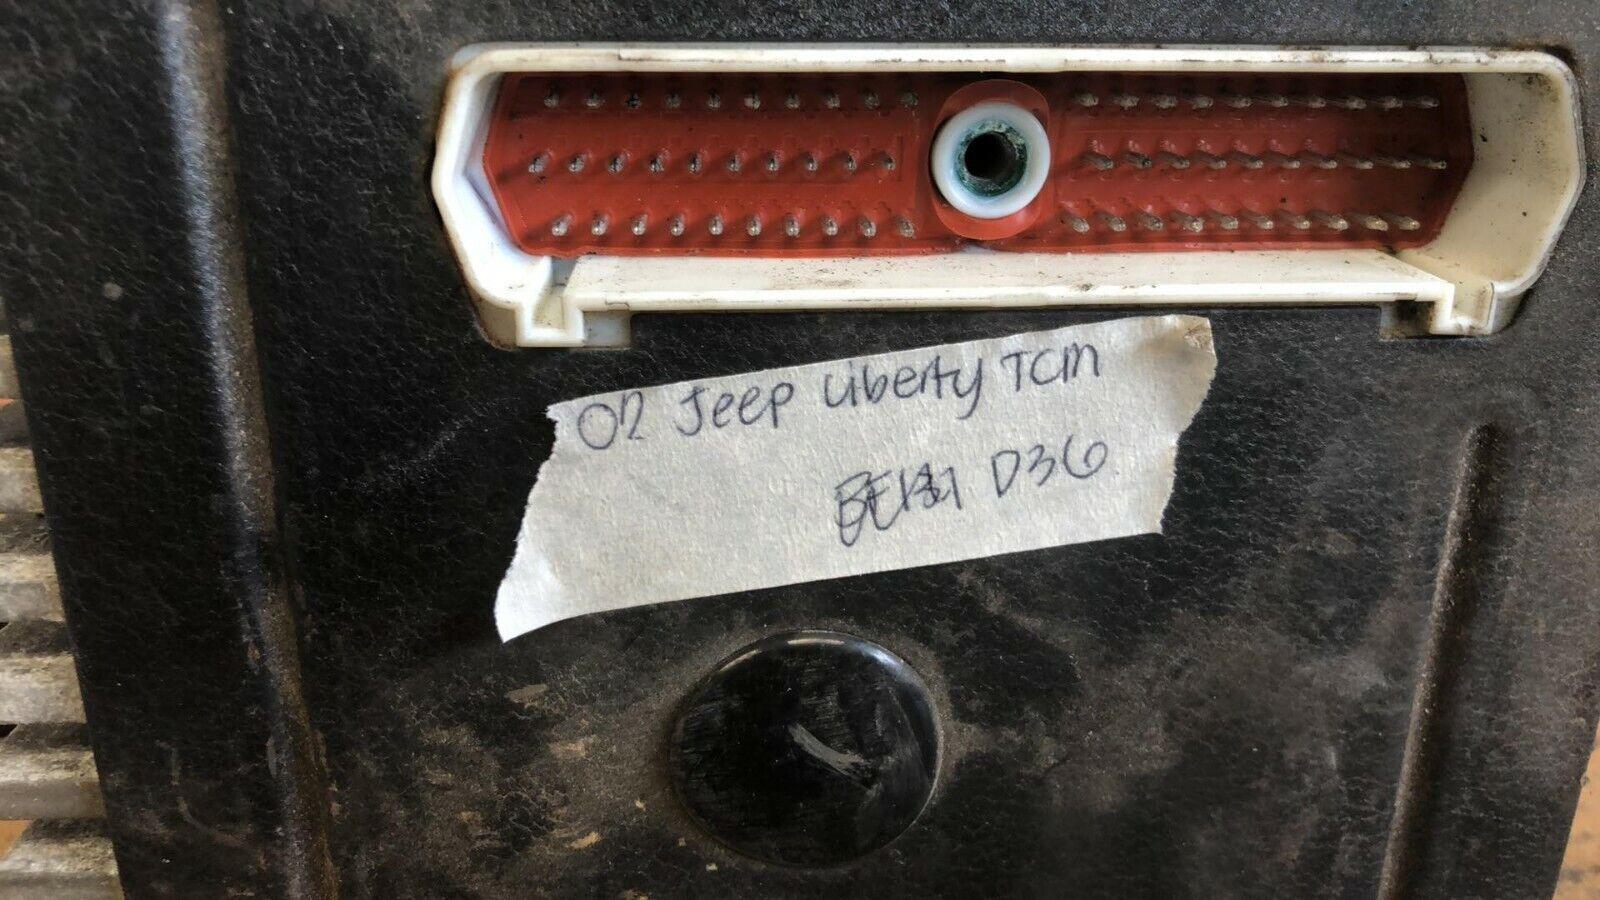 02 Jeep Liberty TCM
D36